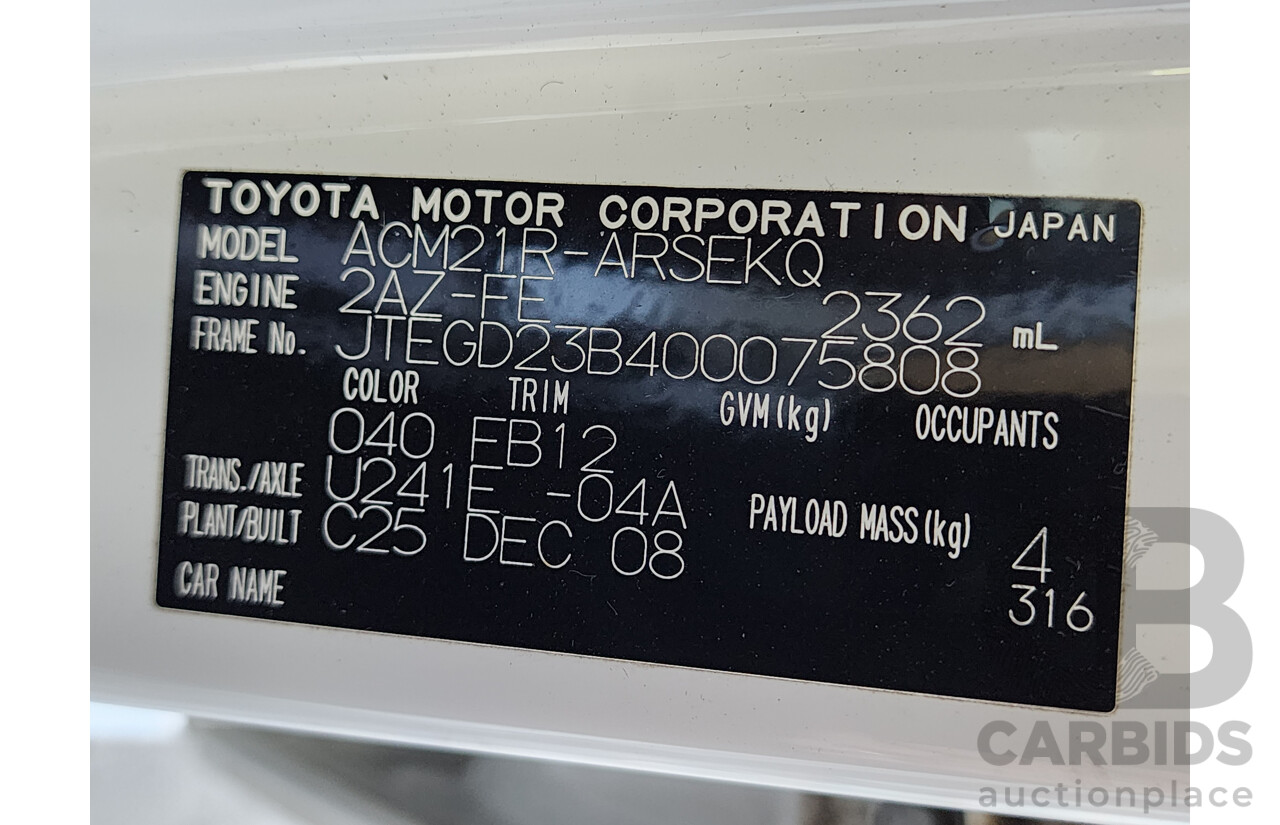 TOYOTA MOTOR CORPORATION JAPAN
MODEL ACM21R-ARSEKQ
ENGINE 2AZ-FE 2362 mL
FRAME No. JTEGD23B400075808
COLOR TRIM GVM(kg) OCCUPANTS
040 FB12
TRANS./AXLE U241E -04A PAYLOAD MASS(kg) 4
PLANT/BUILT C25 DEC 08 316
CAR NAME
B
CARBIDS
auctionplace